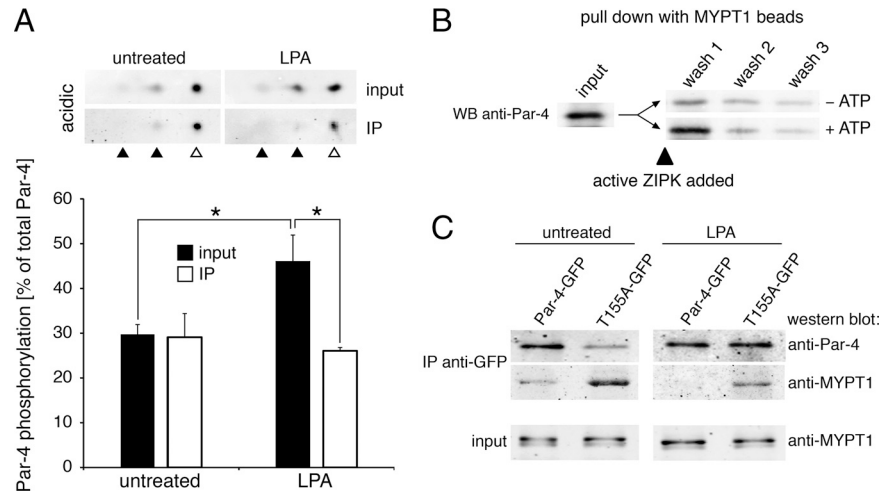 A
untreated LPA
acidic
input
IP
Par-4 phosphorylation [% of total Par-4]
60
50
40
30
20
10
0
* *
input
IP
untreated LPA
B
pull down with MYPT1 beads
input wash 1 wash 2 wash 3
WB anti-Par-4
– ATP
+ ATP
active ZIPK added
C
untreated LPA
Par-4-GFP T155A-GFP Par-4-GFP T155A-GFP
western blot:
IP anti-GFP
anti-Par-4
anti-MYPT1
input anti-MYPT1